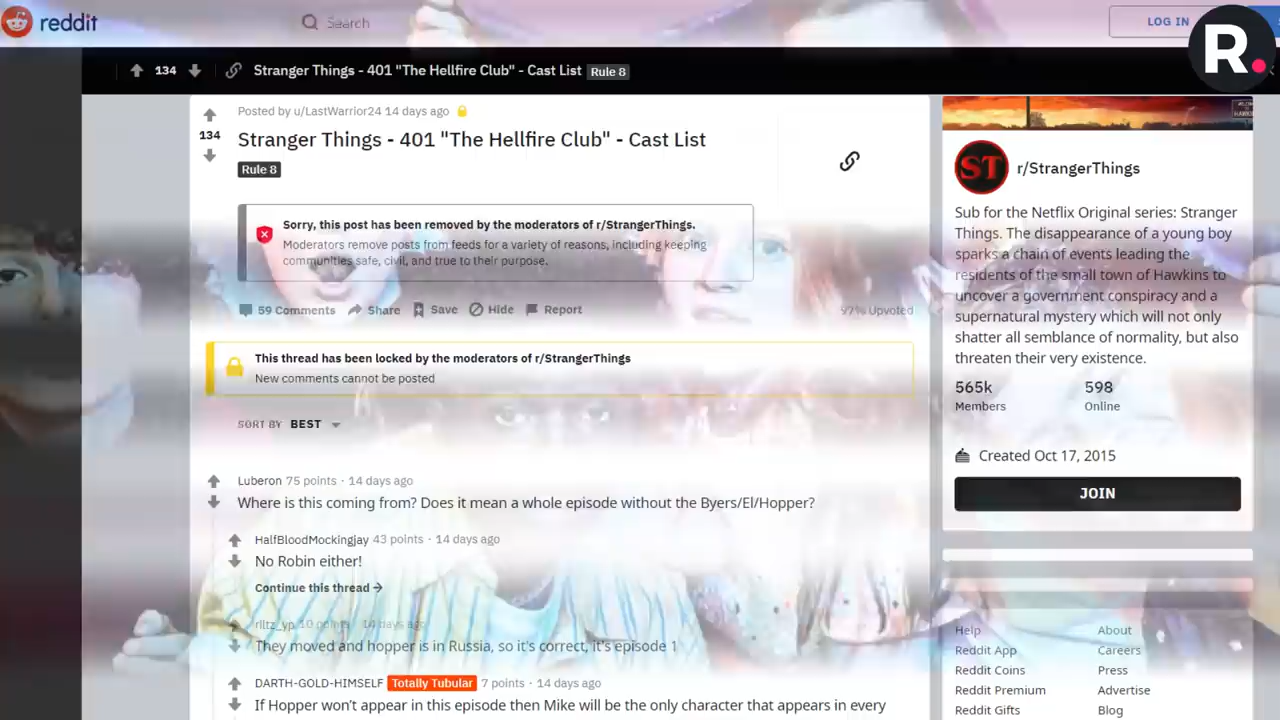 reddit
Search
LOG IN
R.
134
Stranger Things - 401 "The Hellfire Club" - Cast List Rule 8
Posted by u/LastWarrior24 14 days ago
134
Stranger Things - 401 "The Hellfire Club" - Cast List
Rule 8
Sorry, this post has been removed by the moderators of r/StrangerThings.
Moderators remove posts from feeds for a variety of reasons, including keeping
communities safe, civil, and true to their purpose.
59 Comments Share Save Hide Report 97% Upvoted
This thread has been locked by the moderators of r/StrangerThings
New comments cannot be posted
SORT BY BEST
Luberon 75 points · 14 days ago
Where is this coming from? Does it mean a whole episode without the Byers/El/Hopper?
HalfBloodMockingjay 43 points · 14 days ago
No Robin either!
Continue this thread →
10 points · 14 days ago
They moved and hopper is in Russia, so it's correct, it's episode 1
DARTH-GOLD-HIMSELF Totally Tubular 7 points · 14 days ago
If Hopper won't appear in this episode then Mike will be the only character that appears in every
ST
r/StrangerThings
Sub for the Netflix Original series: Stranger
Things. The disappearance of a young boy
sparks a chain of events leading the
residents of the small town of Hawkins to
uncover a government conspiracy and a
supernatural mystery which will not only
shatter all semblance of normality, but also
threaten their very existence.
565k 598
Members Online
Created Oct 17, 2015
JOIN
Help About
Reddit App Careers
Reddit Coins Press
Reddit Premium Advertise
Reddit Gifts Blog